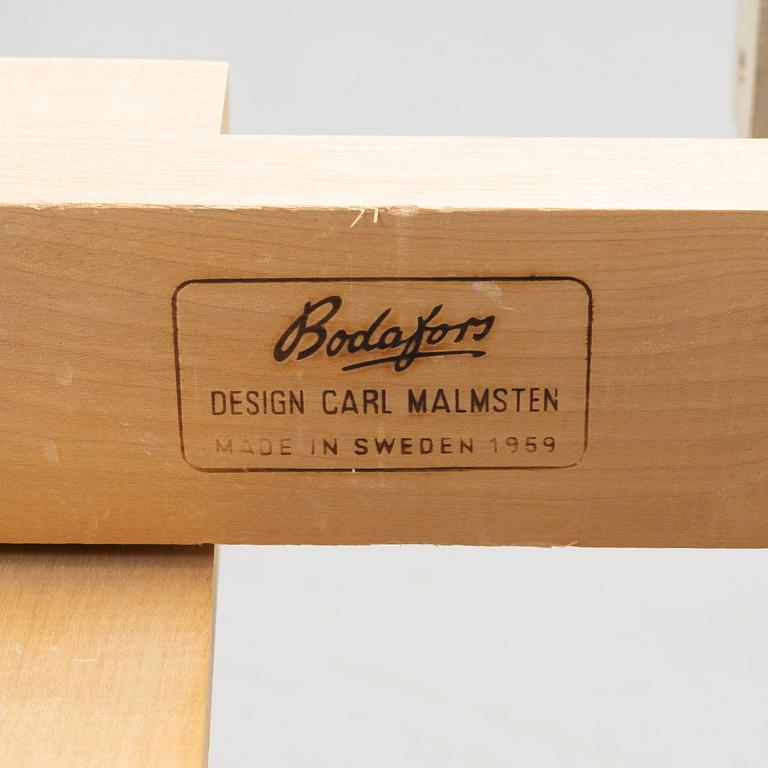 Bodafors
DESIGN CARL MALMSTEN
MADE IN SWEDEN 1959